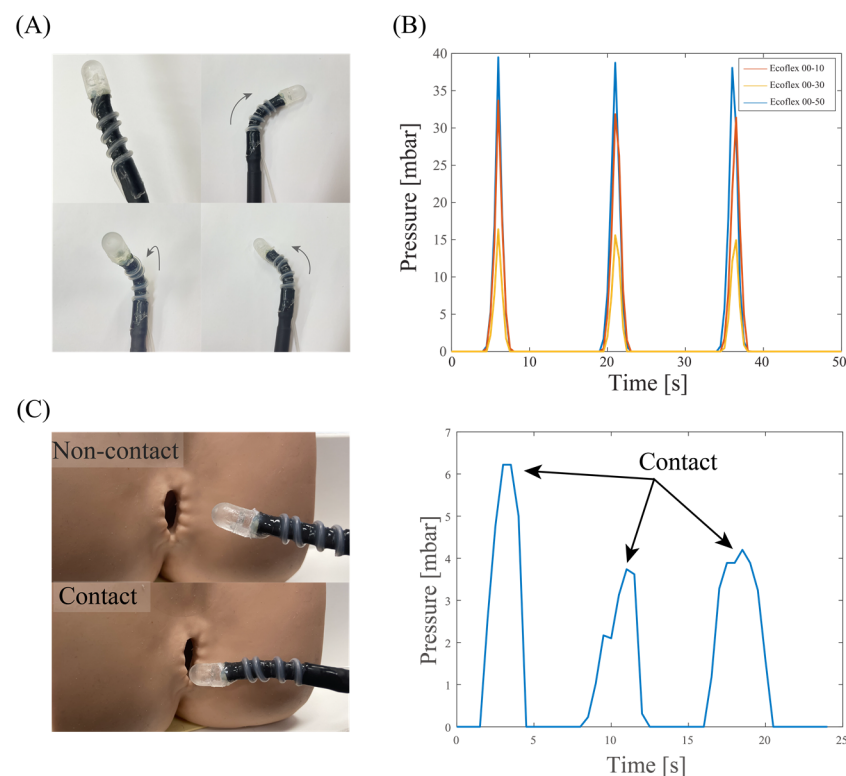 (A)
(B)
Pressure [mbar]
40
35
30
25
20
15
10
5
0
Ecoflex 00-10
Ecoflex 00-30
Ecoflex 00-50
0 10 20 30 40 50
Time [s]
(C)
Non-contact
Contact
Pressure [mbar]
7
6
5
4
3
2
1
0
Contact
0 5 10 15 20 25
Time [s]